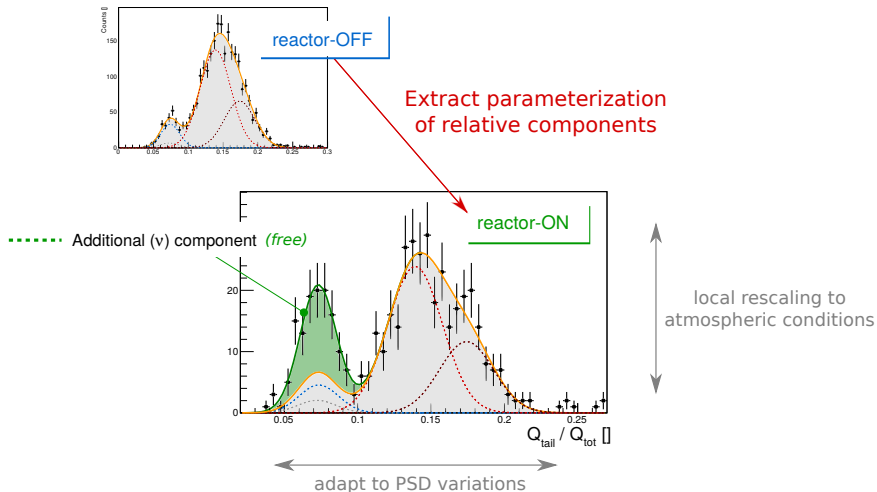 Counts []
150
100
50
0
0 0.05 0.1 0.15 0.2 0.25 0.3
reactor-OFF
Extract parameterization
of relative components
reactor-ON
Additional (ν) component (free)
20
10
0
0.05 0.1 0.15 0.2 0.25
Q_tail / Q_tot []
local rescaling to
atmospheric conditions
adapt to PSD variations